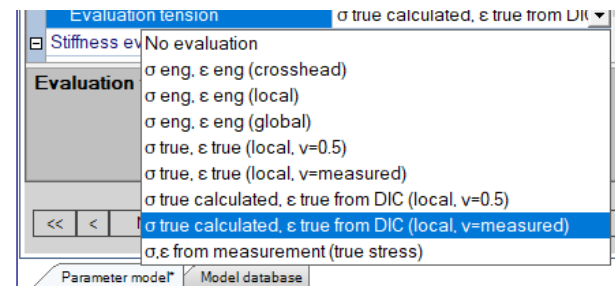 Evaluation tension σ true calculated, ε true from DIC
Stiffness ev
No evaluation
σ eng, ε eng (crosshead)
Evaluation
σ eng, ε eng (local)
σ eng, ε eng (global)
σ true, ε true (local, v=0.5)
σ true, ε true (local, v=measured)
σ true calculated, ε true from DIC (local, v=0.5)
<< < σ true calculated, ε true from DIC (local, v=measured)
σ,ε from measurement (true stress)
Parameter model* Model database